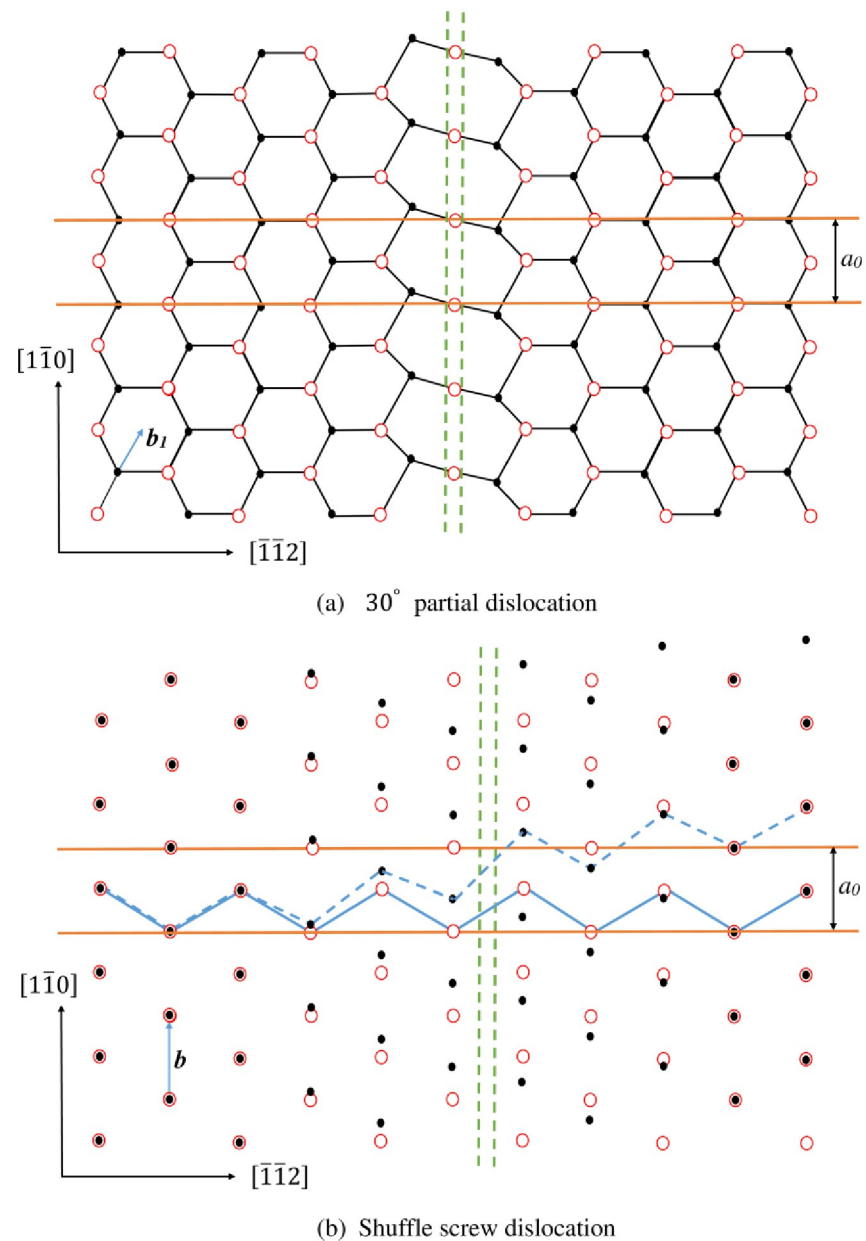 a₀
[11̄0]
b₁
[1̄1̄2]
(a) 30° partial dislocation
a₀
[11̄0]
b
[1̄1̄2]
(b) Shuffle screw dislocation